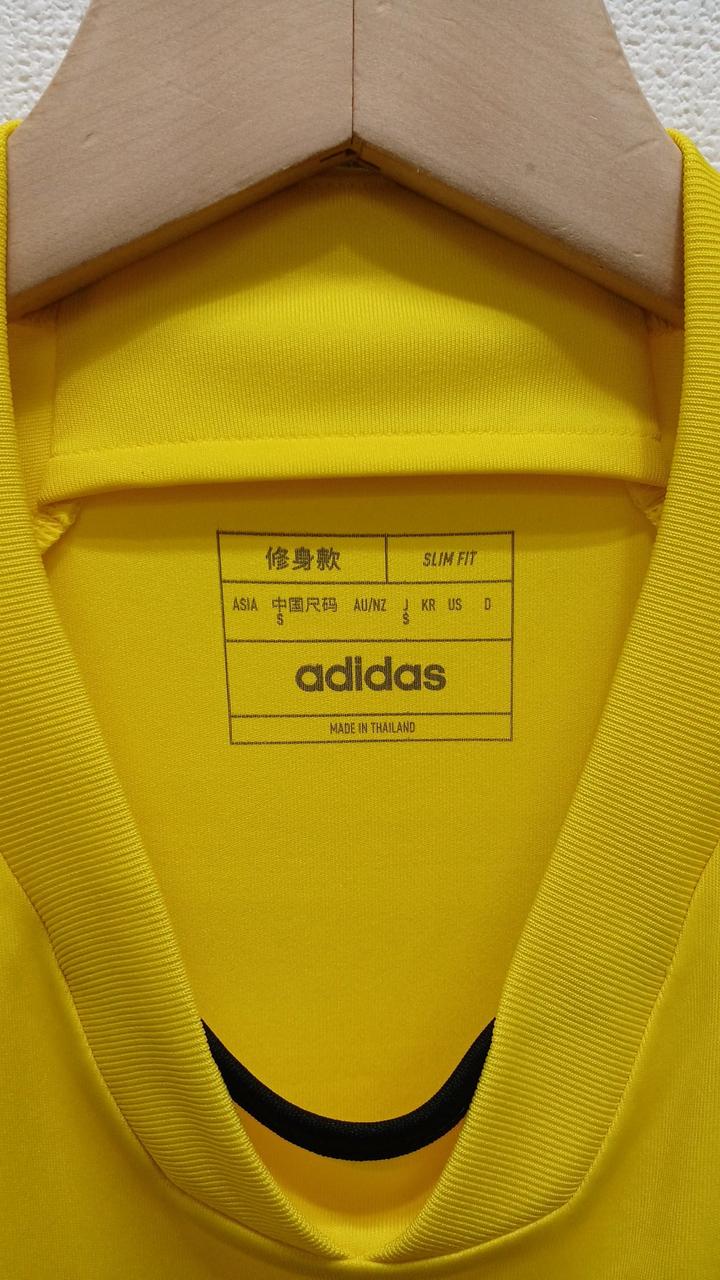 修身款 SLIM FIT
ASIA 中国尺码 AU/NZ J KR US D
S S
adidas
MADE IN THAILAND